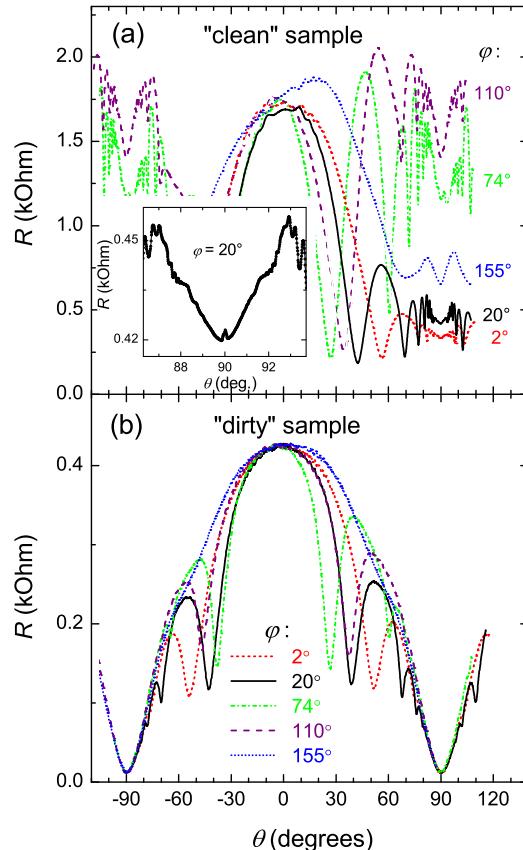 (a) "clean" sample
φ :
110°
74°
155°
20°
2°
R (kOhm)
2.0
1.5
1.0
0.5
0.0
φ = 20°
R (kOhm)
0.45
0.42
88 90 92
θ (deg.)
(b) "dirty" sample
R (kOhm)
0.4
0.2
0.0
φ :
2°
20°
74°
110°
155°
-90 -60 -30 0 30 60 90 120
θ (degrees)